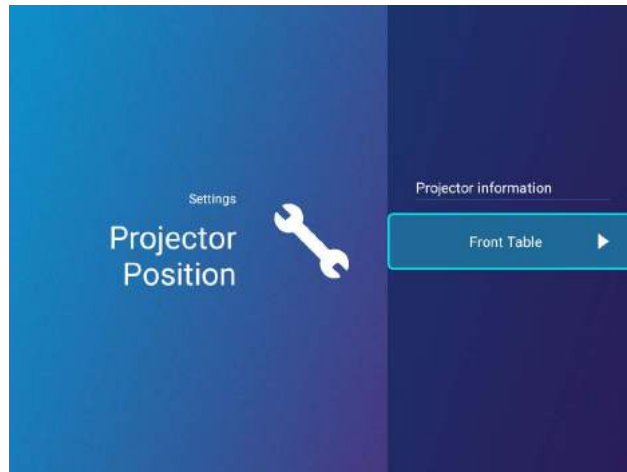 Settings
Projector
Position
Projector information
Front Table